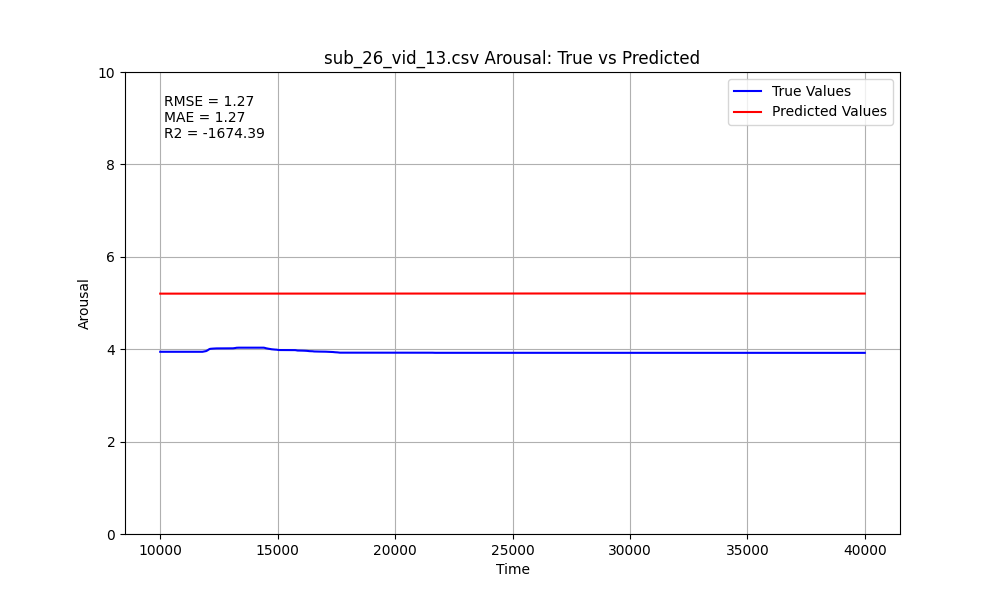 sub_26_vid_13.csv Arousal: True vs Predicted
RMSE = 1.27
MAE = 1.27
R2 = -1674.39
True Values
Predicted Values
Arousal
10
8
6
4
2
0
10000 15000 20000 25000 30000 35000 40000
Time